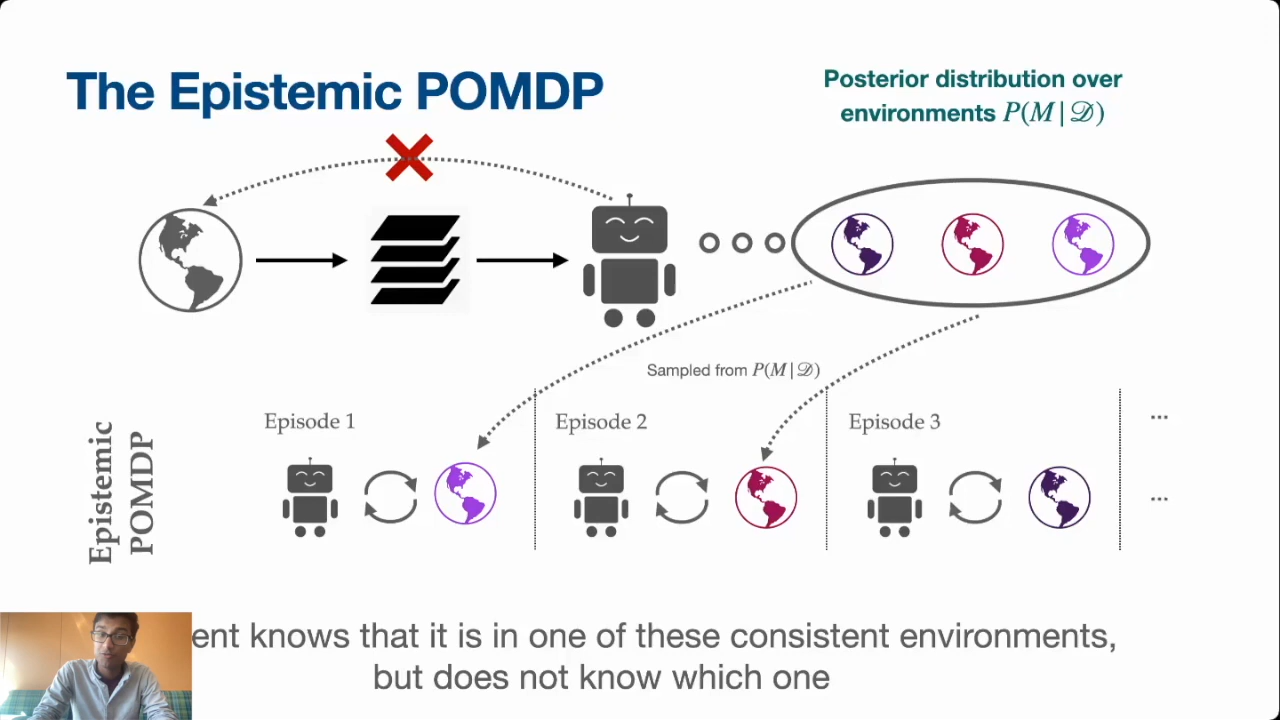 The Epistemic POMDP
Posterior distribution over
environments P(M | 𝒟)
Sampled from P(M | 𝒟)
Episode 1
Episode 2
Episode 3
...
Epistemic
POMDP
...
ent knows that it is in one of these consistent environments,
but does not know which one